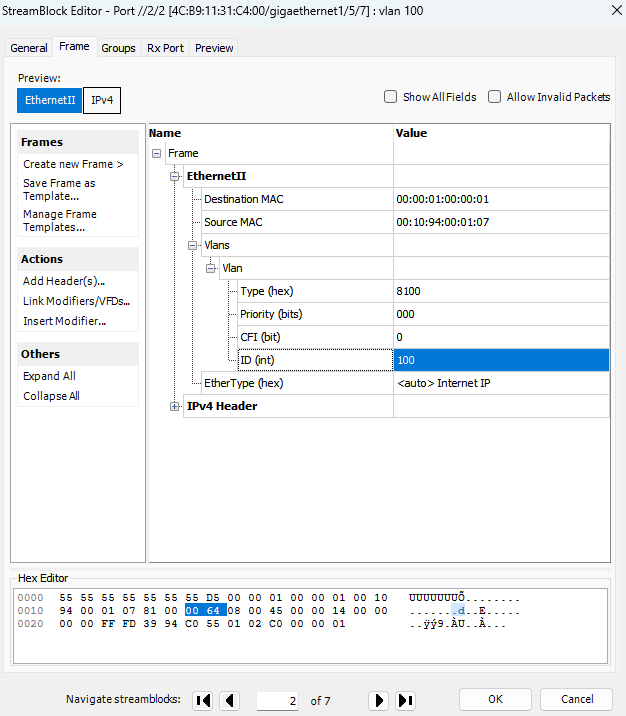 StreamBlock Editor - Port //2/2 [4C:B9:11:31:C4:00/gigaethernet1/5/7] : vlan 100
General Frame Groups Rx Port Preview
Preview:
EthernetII IPv4
Show All Fields Allow Invalid Packets
Frames
Create new Frame >
Save Frame as
Template...
Manage Frame
Templates...
Actions
Add Header(s)...
Link Modifiers/VFDs...
Insert Modifier...
Others
Expand All
Collapse All
Name Value
Frame
EthernetII
Destination MAC 00:00:01:00:00:01
Source MAC 00:10:94:00:01:07
Vlans
Vlan
Type (hex) 8100
Priority (bits) 000
CFI (bit) 0
ID (int) 100
EtherType (hex) <auto> Internet IP
IPv4 Header
Hex Editor
0000 55 55 55 55 55 55 55 D5 00 00 01 00 00 01 00 10 UUUUUUUÕ........
0010 94 00 01 07 81 00 00 64 08 00 45 00 00 14 00 00 .......d..E.....
0020 00 00 FF FD 39 94 C0 55 01 02 C0 00 00 01 ..ÿý9.ÀU..À...
Navigate streamblocks: 2 of 7 OK Cancel